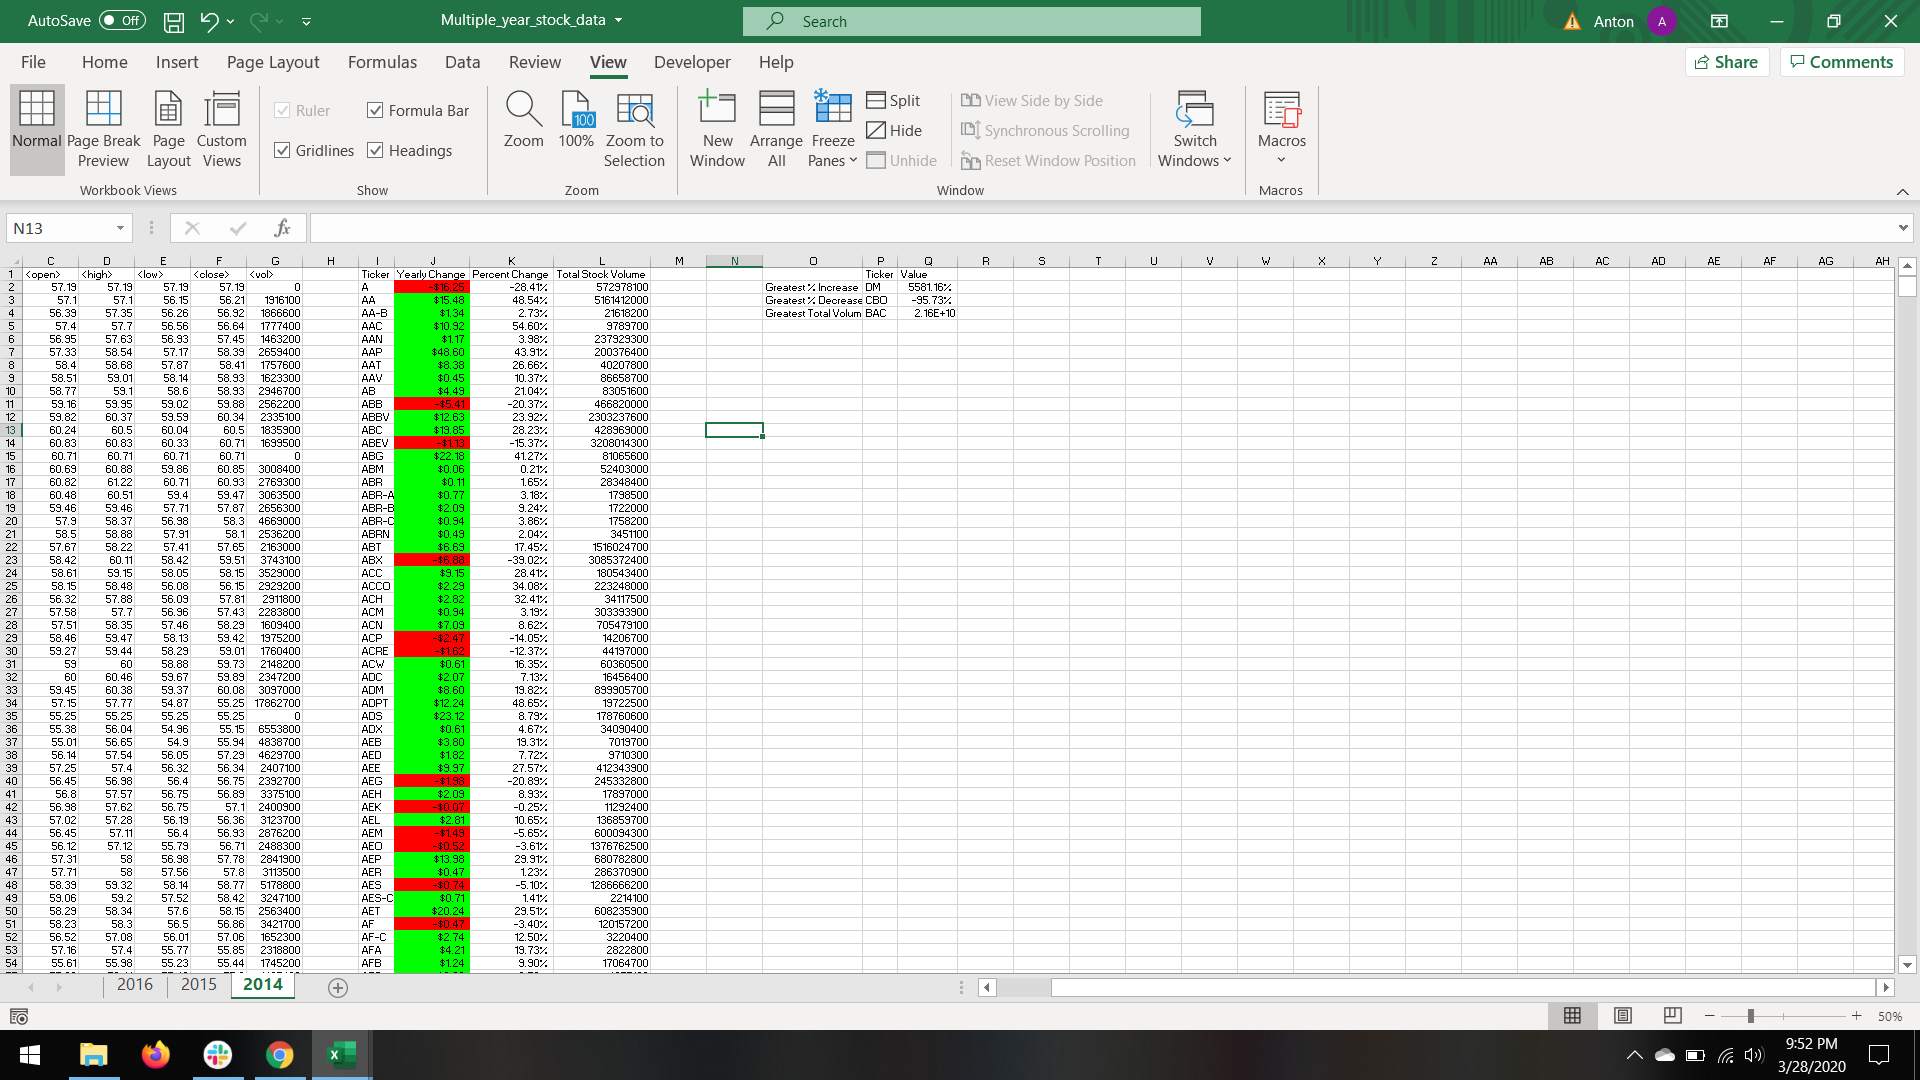 AutoSave Off Multiple_year_stock_data Search Anton A
File Home Insert Page Layout Formulas Data Review View Developer Help Share Comments
Normal Page Break Preview Page Layout Custom Views
Workbook Views
Ruler Formula Bar
Gridlines Headings
Show
Zoom 100 100% Zoom to Selection
Zoom
New Window Arrange All Freeze Panes Split Hide Unhide
View Side by Side
Synchronous Scrolling
Reset Window Position
Switch Windows
Window
Macros
Macros
N13 fx
C D E F G H I J K L M N O P Q R S T U V W X Y Z AA AB AC AD AE AF AG AH
1 <open> <high> <low> <close> <vol> Ticker Yearly Change Percent Change Total Stock Volume Ticker Value
2 57.19 57.19 57.19 57.19 0 A -$16.25 -28.41% 572978100 Greatest % Increase DM 5581.16%
3 57.1 57.1 56.15 56.21 1916100 AA $15.48 48.54% 5161412000 Greatest % Decrease CBO -95.73%
4 56.39 57.35 56.26 56.92 1866600 AA-B $1.34 2.73% 21618200 Greatest Total Volum BAC 2.16E+10
5 57.4 57.7 56.56 56.64 1777400 AAC $10.92 54.60% 9789700
6 56.95 57.63 56.93 57.45 1463200 AAN $1.17 3.98% 237929300
7 57.33 58.54 57.17 58.39 2659400 AAP $48.60 43.91% 200376400
8 58.4 58.68 57.87 58.41 1757600 AAT $8.38 26.66% 40207800
9 58.51 59.01 58.14 58.93 1623300 AAV $0.45 10.37% 86658700
10 58.77 59.1 58.6 58.93 2946700 AB $4.49 21.04% 83051600
11 59.16 59.95 59.02 59.88 2562200 ABB -$5.41 -20.37% 466820000
12 59.82 60.37 59.59 60.34 2335100 ABBV $12.63 23.92% 2303237600
13 60.24 60.5 60.04 60.5 1835900 ABC $19.85 28.23% 428969000
14 60.83 60.83 60.33 60.71 1699500 ABEV -$1.13 -15.37% 3208014300
15 60.71 60.71 60.71 60.71 0 ABG $22.18 41.27% 81065600
16 60.69 60.88 59.86 60.85 3008400 ABM $0.06 0.21% 52403000
17 60.82 61.22 60.71 60.93 2769300 ABR $0.11 1.65% 28348400
18 60.48 60.51 59.4 59.47 3063500 ABR-A $0.77 3.18% 1798500
19 59.46 59.46 57.71 57.87 2656300 ABR-B $2.09 9.24% 1722000
20 57.9 58.37 56.98 58.3 4669000 ABR-C $0.94 3.86% 1758200
21 58.5 58.88 57.91 58.1 2536200 ABRN $0.49 2.04% 3451100
22 57.67 58.22 57.41 57.65 2163000 ABT $6.69 17.45% 1516024700
23 58.42 60.11 58.42 59.51 3743100 ABX -$6.88 -39.02% 3085372400
24 58.61 59.15 58.05 58.15 3529000 ACC $9.15 28.41% 180543400
25 58.15 58.48 56.08 56.15 2929200 ACCO $2.29 34.08% 223248000
26 56.32 57.88 56.09 57.81 2911800 ACH $2.82 32.41% 34117500
27 57.58 57.7 56.96 57.43 2283800 ACM $0.94 3.19% 303393900
28 57.51 58.35 57.46 58.29 1609400 ACN $7.09 8.62% 705479100
29 58.46 59.47 58.13 59.42 1975200 ACP -$2.47 -14.05% 14206700
30 59.27 59.44 58.29 59.01 1760400 ACRE -$1.62 -12.37% 44197000
31 59 60 58.88 59.73 2148200 ACW $0.61 16.35% 60360500
32 60 60.46 59.67 59.89 2347200 ADC $2.07 7.13% 16456400
33 59.45 60.38 59.37 60.08 3097000 ADM $8.60 19.82% 899905700
34 57.15 57.77 54.87 55.25 17862700 ADPT $12.24 48.65% 19722500
35 55.25 55.25 55.25 55.25 0 ADS $23.12 8.79% 178760600
36 55.38 56.04 54.96 55.15 6553800 ADX $0.61 4.67% 34090400
37 55.01 56.65 54.9 55.94 4838700 AEB $3.80 19.31% 7019700
38 56.14 57.54 56.05 57.29 4629700 AED $1.82 7.72% 9710300
39 57.25 57.4 56.32 56.34 2407100 AEE $9.97 27.57% 412343900
40 56.45 56.98 56.4 56.75 2392700 AEG -$1.98 -20.89% 245332800
41 56.8 57.57 56.75 56.89 3375100 AEH $2.09 8.93% 17897000
42 56.98 57.62 56.75 57.1 2400900 AEK -$0.07 -0.25% 11292400
43 57.02 57.28 56.19 56.36 3123700 AEL $2.81 10.65% 136859700
44 56.45 57.11 56.4 56.93 2876200 AEM -$1.49 -5.65% 600094300
45 56.12 57.12 55.79 56.71 2488300 AEO -$0.52 -3.61% 1376762500
46 57.31 58 56.98 57.78 2841900 AEP $13.98 29.91% 680782800
47 57.71 58 57.56 57.8 3113500 AER $0.47 1.23% 286370900
48 58.39 59.32 58.14 58.77 5178800 AES -$0.74 -5.10% 1286666200
49 59.06 59.2 57.52 58.42 3247100 AES-C $0.71 1.41% 2214100
50 58.29 58.34 57.6 58.15 2563400 AET $20.24 29.51% 608235900
51 58.23 58.3 56.5 56.86 3421700 AF -$0.47 -3.40% 120157200
52 56.52 57.08 56.01 57.06 1652300 AF-C $2.74 12.50% 3220400
53 57.16 57.4 55.77 55.85 2318800 AFA $4.21 19.73% 2822800
54 55.61 55.98 55.23 55.44 1745200 AFB $1.24 9.90% 17064700
2016 2015 2014
50%
9:52 PM
3/28/2020